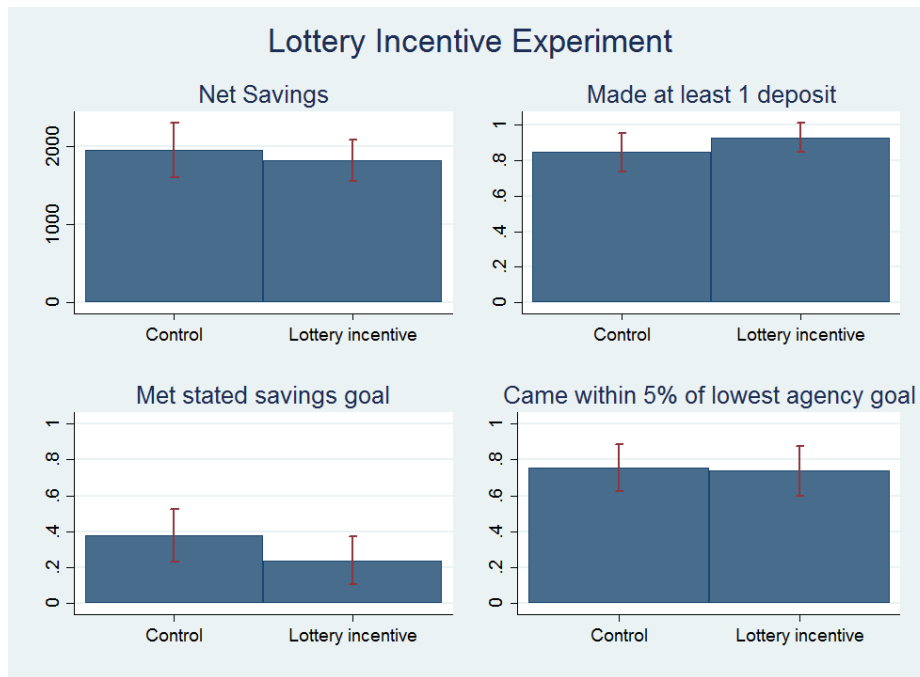 Lottery Incentive Experiment
Net Savings
2000
1000
0
Control Lottery incentive
Made at least 1 deposit
1
.8
.6
.4
.2
0
Control Lottery incentive
Met stated savings goal
1
.8
.6
.4
.2
0
Control Lottery incentive
Came within 5% of lowest agency goal
1
.8
.6
.4
.2
0
Control Lottery incentive